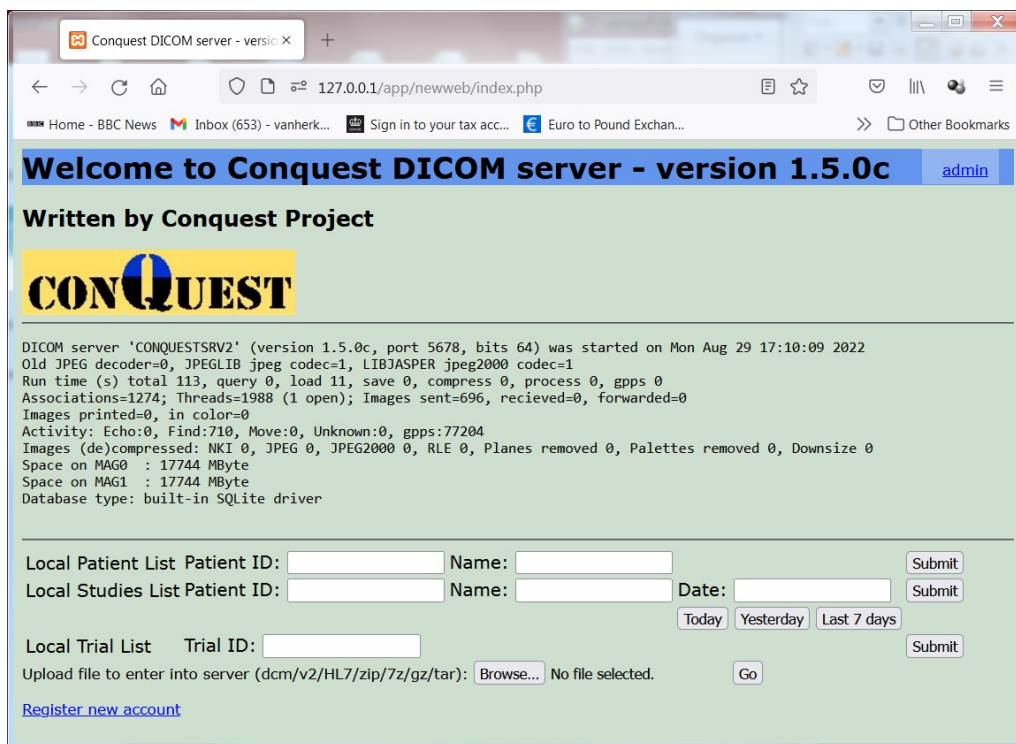 Conquest DICOM server - versio
127.0.0.1/app/newweb/index.php
Home - BBC News Inbox (653) - vanherk... Sign in to your tax acc... Euro to Pound Exchan... Other Bookmarks
Welcome to Conquest DICOM server - version 1.5.0c admin
Written by Conquest Project
CONQUEST
DICOM server 'CONQUESTSRV2' (version 1.5.0c, port 5678, bits 64) was started on Mon Aug 29 17:10:09 2022
Old JPEG decoder=0, JPEGLIB jpeg codec=1, LIBJASPER jpeg2000 codec=1
Run time (s) total 113, query 0, load 11, save 0, compress 0, process 0, gpps 0
Associations=1274; Threads=1988 (1 open); Images sent=696, recieved=0, forwarded=0
Images printed=0, in color=0
Activity: Echo:0, Find:710, Move:0, Unknown:0, gpps:77204
Images (de)compressed: NKI 0, JPEG 0, JPEG2000 0, RLE 0, Planes removed 0, Palettes removed 0, Downsize 0
Space on MAG0 : 17744 MByte
Space on MAG1 : 17744 MByte
Database type: built-in SQLite driver
Local Patient List Patient ID: Name: Submit
Local Studies List Patient ID: Name: Date: Submit
Today Yesterday Last 7 days
Local Trial List Trial ID: Submit
Upload file to enter into server (dcm/v2/HL7/zip/7z/gz/tar): Browse... No file selected. Go
Register new account